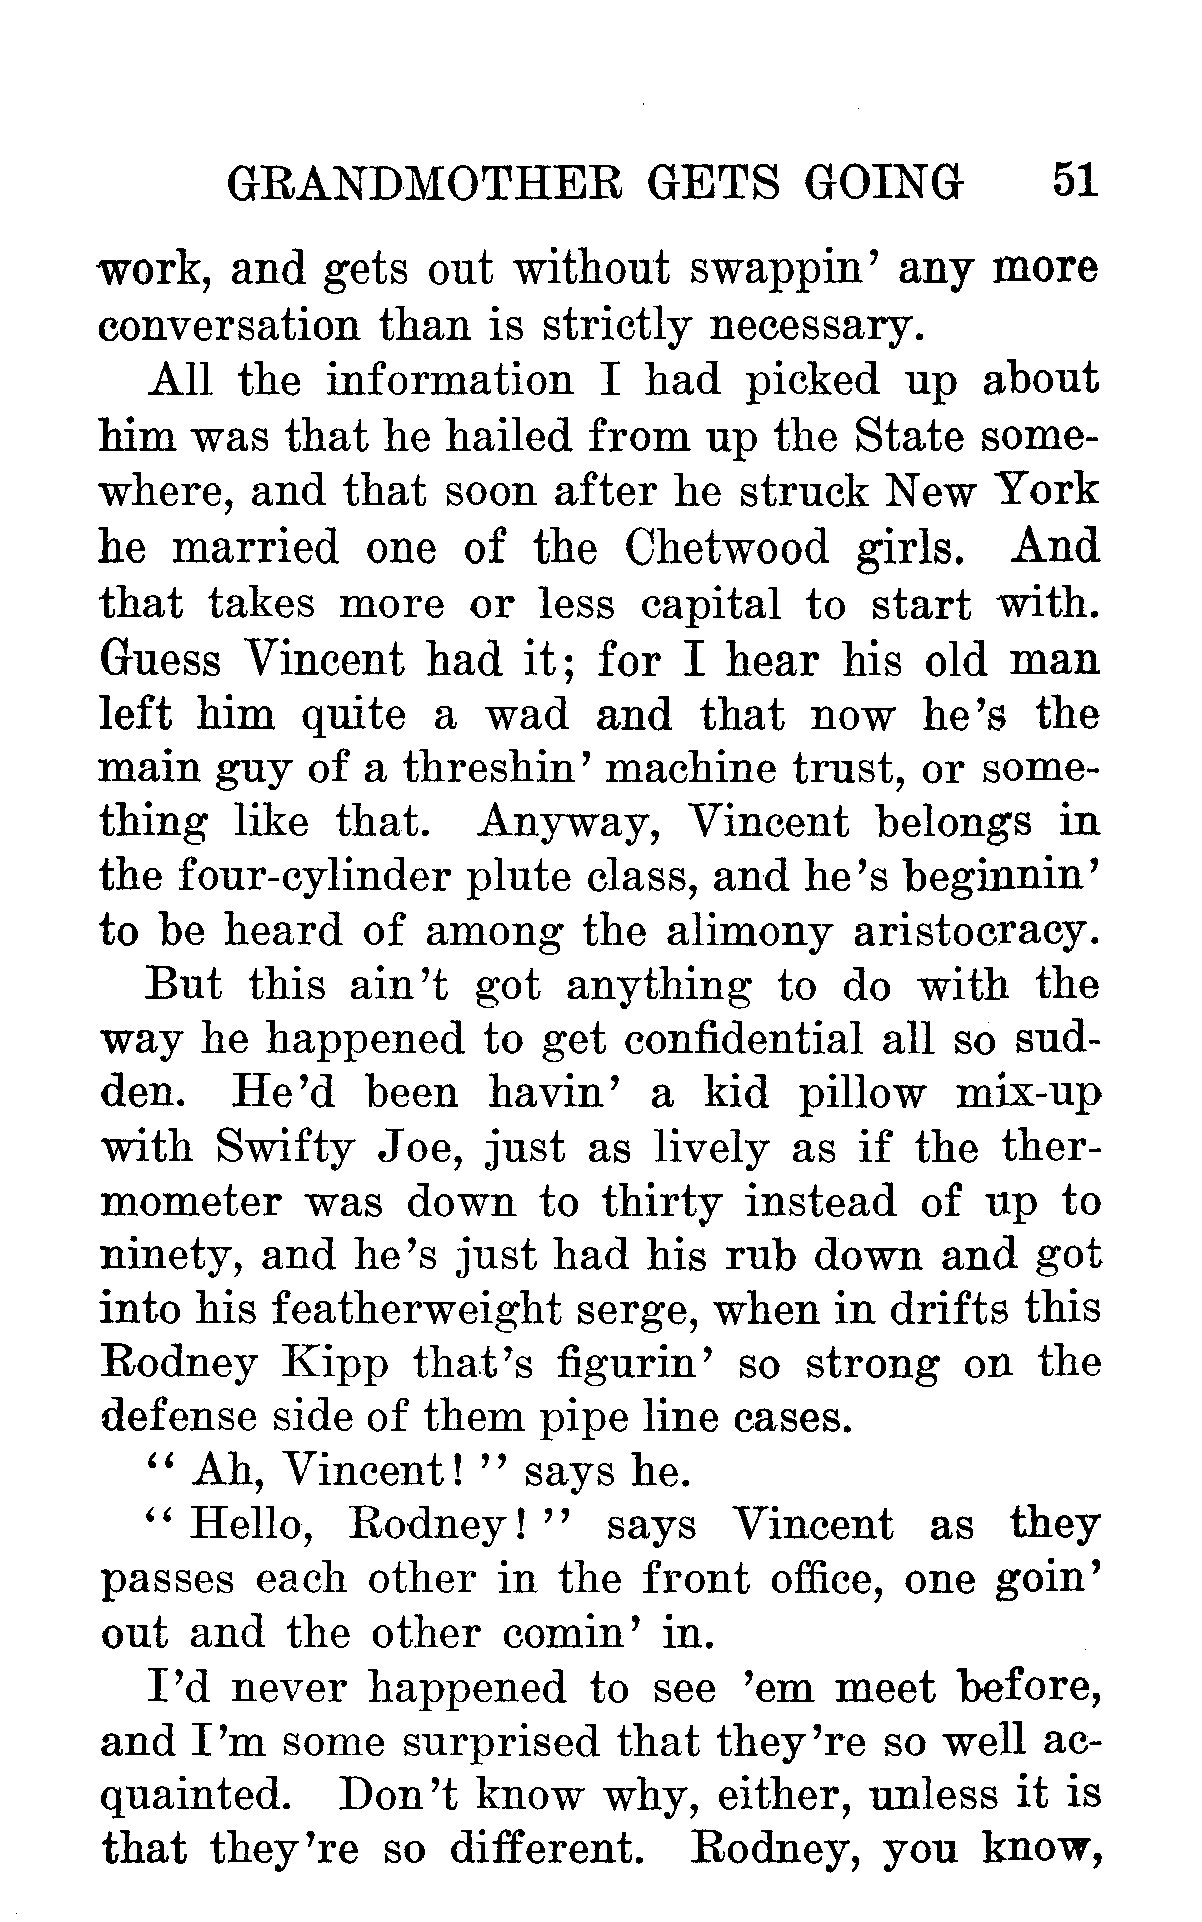 GRANDMOTHER GETS GOING 51
work, and gets out without swappin' any more
conversation than is strictly necessary.
All the information I had picked up about
him was that he hailed from up the State some-
where, and that soon after he struck New York
he married one of the Chetwood girls. And
that takes more or less capital to start with.
Guess Vincent had it; for I hear his old man
left him quite a wad and that now he's the
main guy of a threshin' machine trust, or some-
thing like that. Anyway, Vincent belongs in
the four-cylinder plute class, and he's beginnin'
to be heard of among the alimony aristocracy.
But this ain't got anything to do with the
way he happened to get confidential all so sud-
den. He'd been havin' a kid pillow mix-up
with Swifty Joe, just as lively as if the ther-
mometer was down to thirty instead of up to
ninety, and he's just had his rub down and got
into his featherweight serge, when in drifts this
Rodney Kipp that's figurin' so strong on the
defense side of them pipe line cases.
“ Ah, Vincent! ” says he.
“ Hello, Rodney! ” says Vincent as they
passes each other in the front office, one goin'
out and the other comin' in.
I'd never happened to see 'em meet before,
and I'm some surprised that they're so well ac-
quainted. Don't know why, either, unless it is
that they're so different. Rodney, you know,